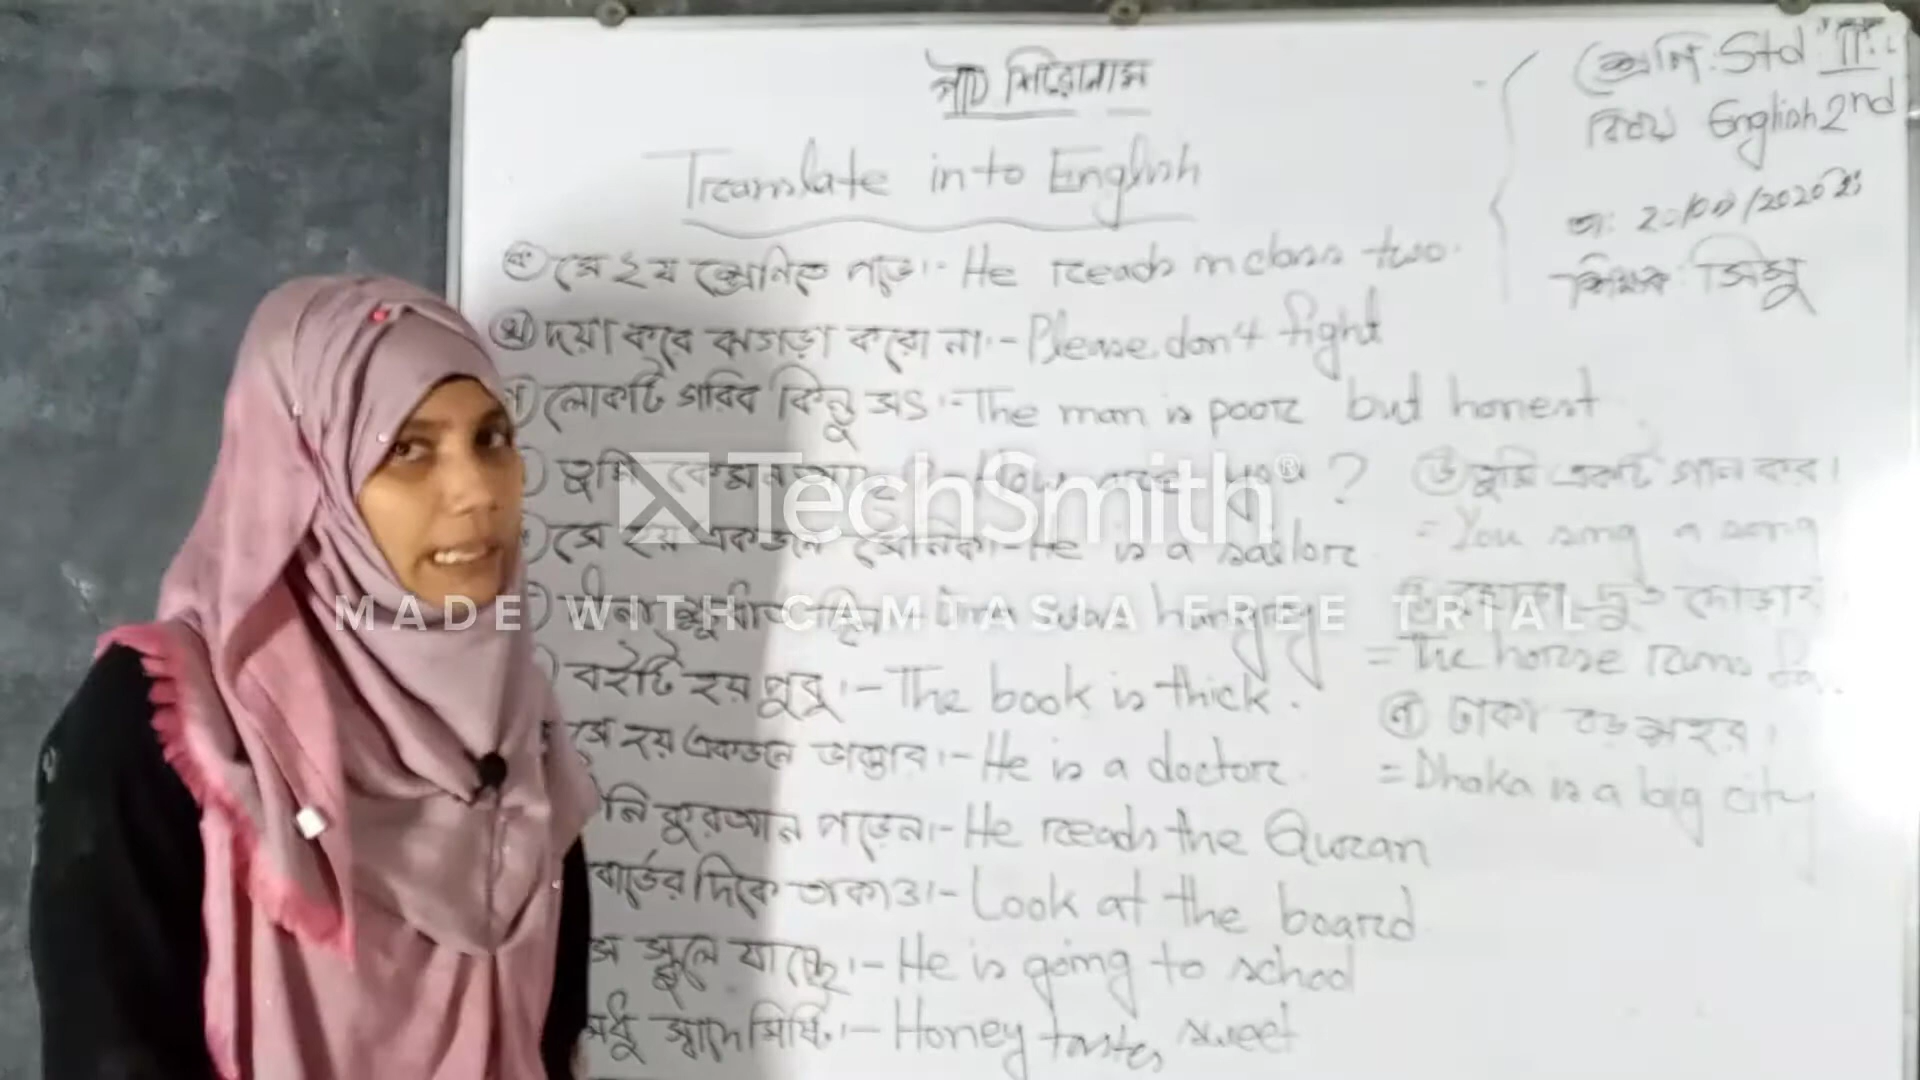 পাঠ শিরোনাম
Translate into English
শ্রেণি: Std "II"
বিষয় English 2nd
শিক্ষক:
ক) সে ২য় শ্রেনিতে পড়ে।- He reads in class two.
খ) দয়া করে ঝগড়া করো না।- Please don't fight
গ) লোকটি গরিব কিন্তু সৎ।- The man is poor but honest
তুমি কেমন How are you?
সে হয় একজন He is a sailor
was hungry
বইটি হয় পুরু।- The book is thick.
সে হয় একজন ডাক্তার।- He is a doctor.
নি কুরআন পড়েন।- He reads the Quran
বোর্ডের দিকে তাকাও।- Look at the board
স্কুলে যাচ্ছে।- He is going to school
মধু স্বাদে মিষ্টি।- Honey tastes sweet
তুমি একটি গান কর।
= You sing a song
= The horse runs
ঢাকা বড় শহর।
= Dhaka is a big city
TechSmith®
MADE WITH CAMTASIA FREE TRIAL